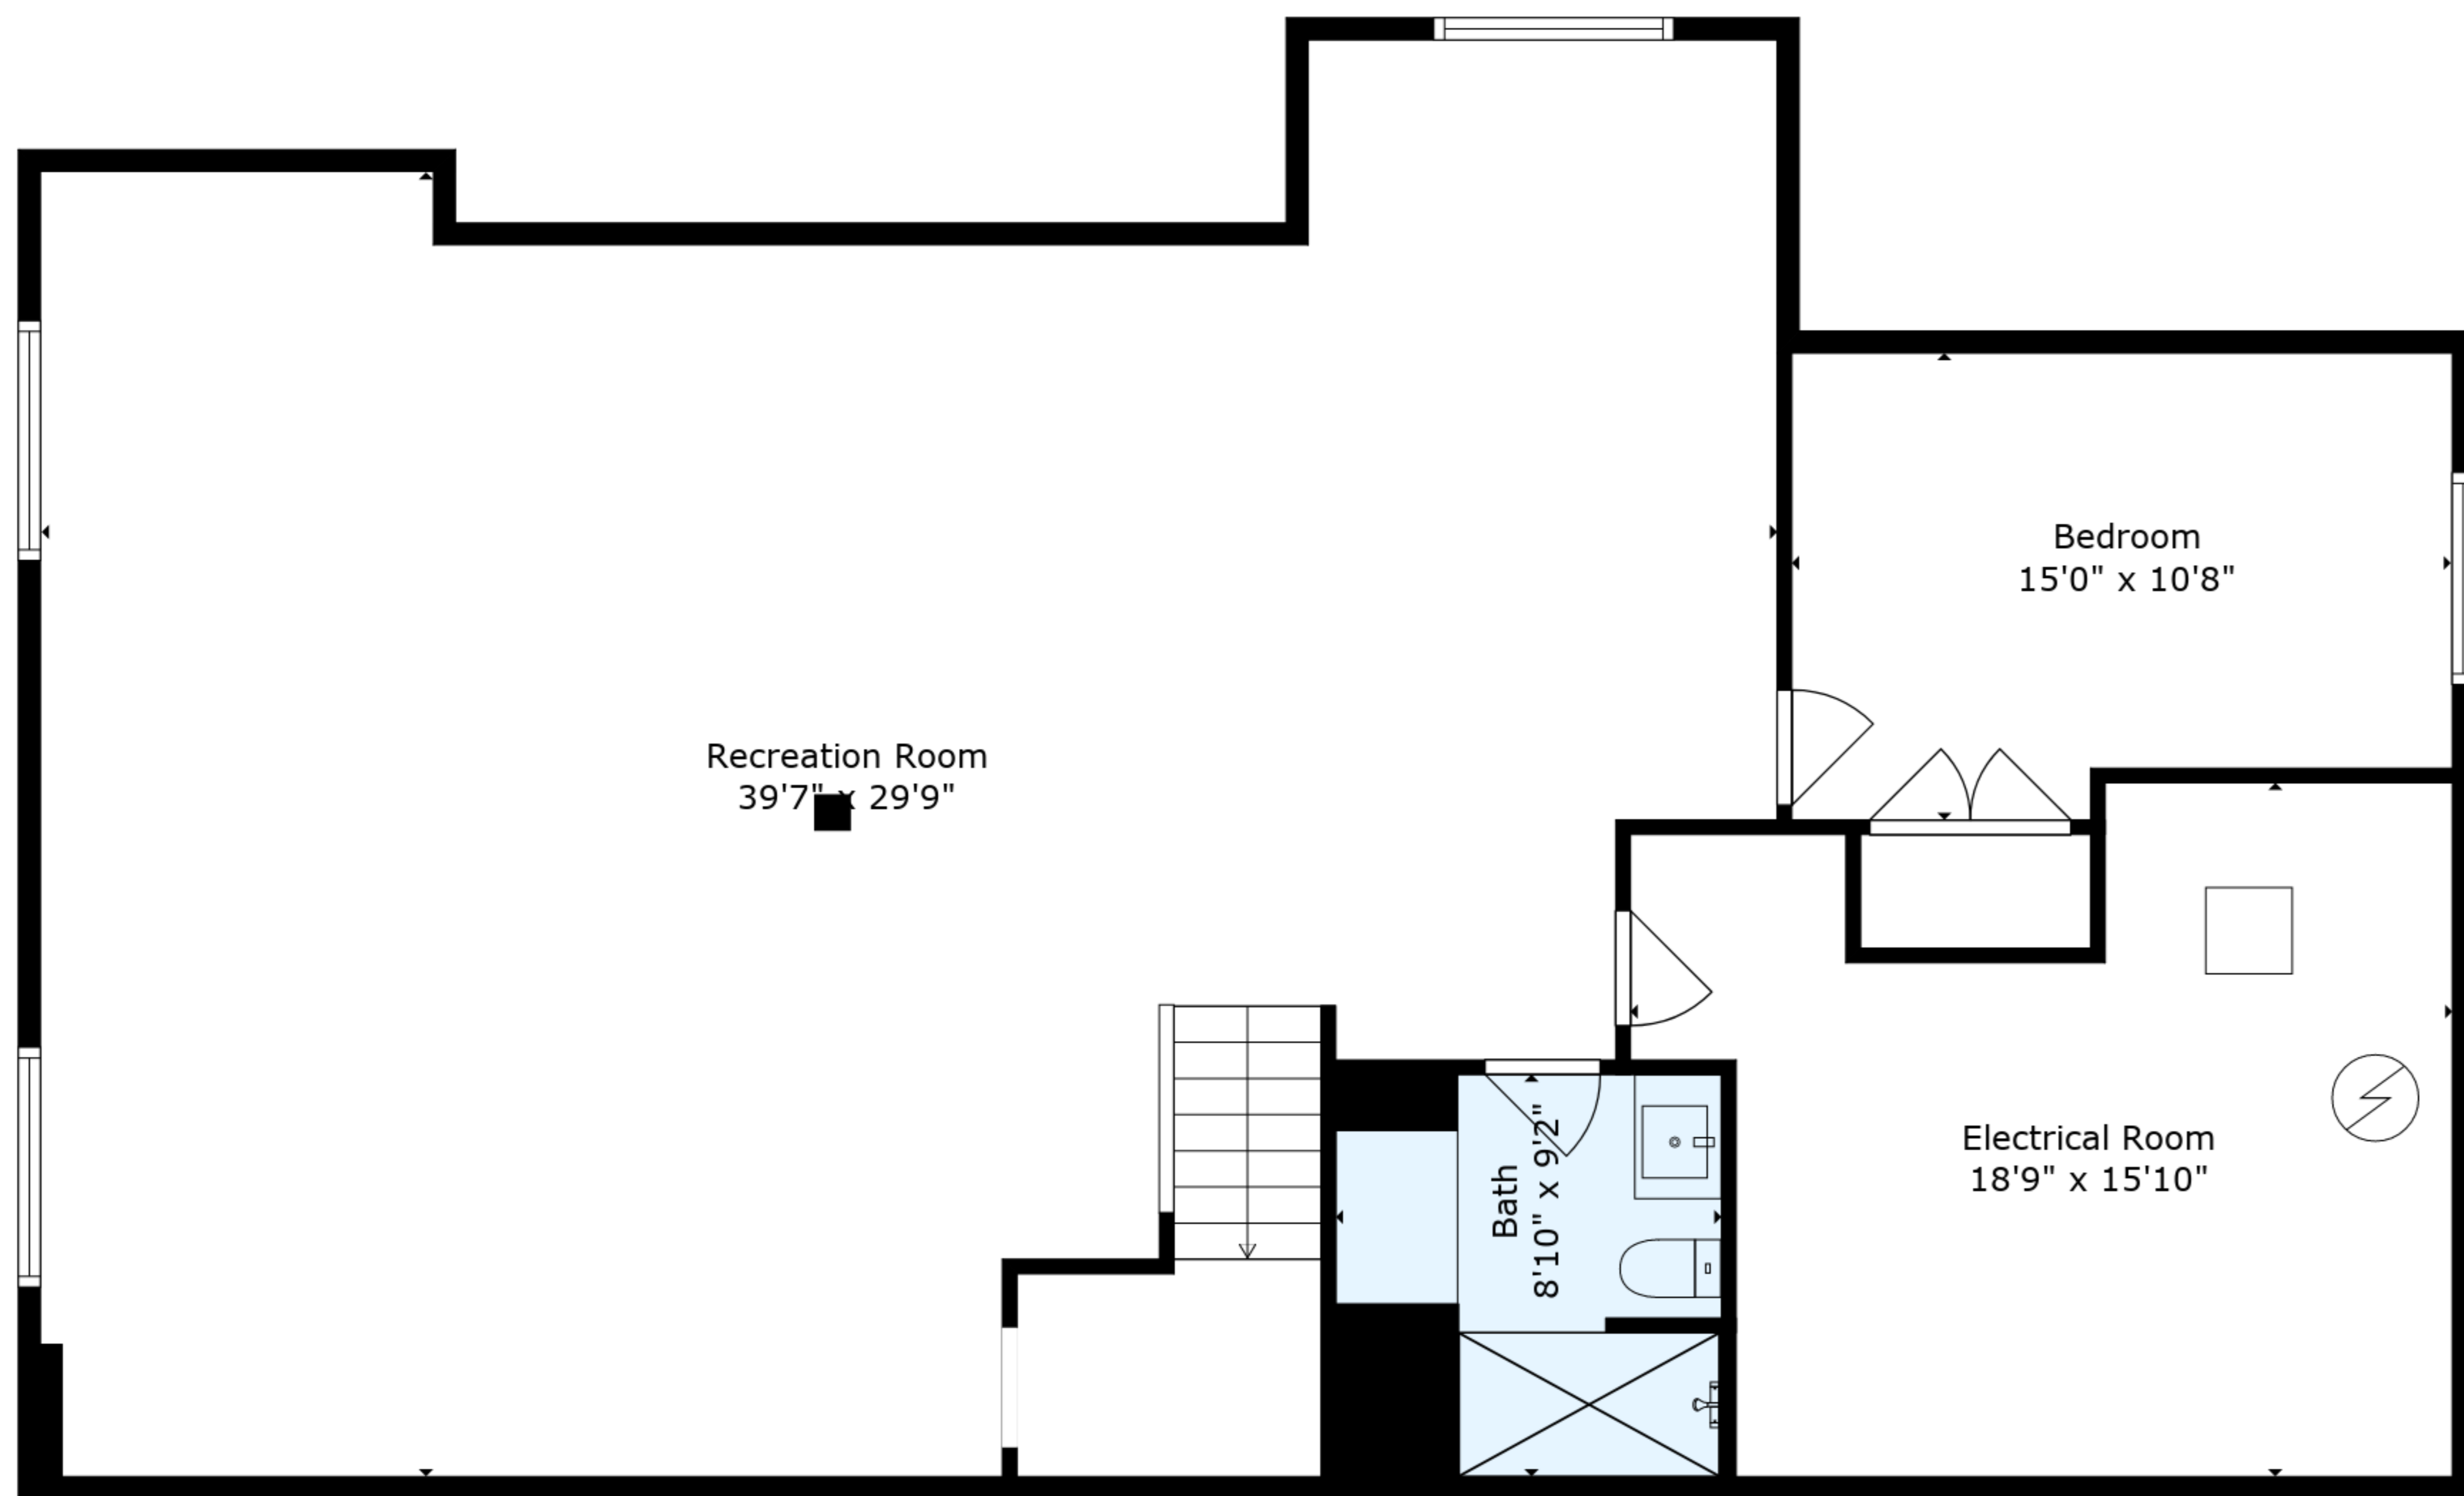 Recreation Room
39'7" x 29'9"
Bedroom
15'0" x 10'8"
Bath
8'10" x 9'2"
Electrical Room
18'9" x 15'10"